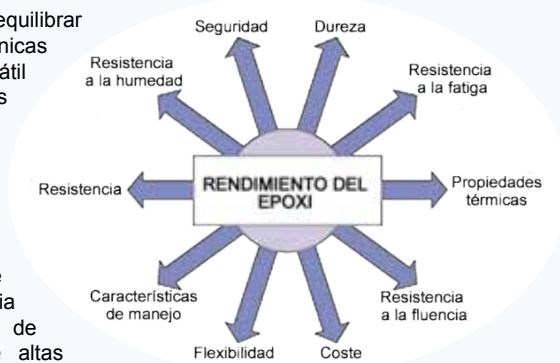 equilibrar
nicas
átil
s
e
ia
de
e altas
Seguridad
Dureza
Resistencia
a la humedad
Resistencia
a la fatiga
Resistencia
RENDIMIENTO DEL
EPOXI
Propiedades
térmicas
Características
de manejo
Resistencia
a la fluencia
Flexibilidad
Coste